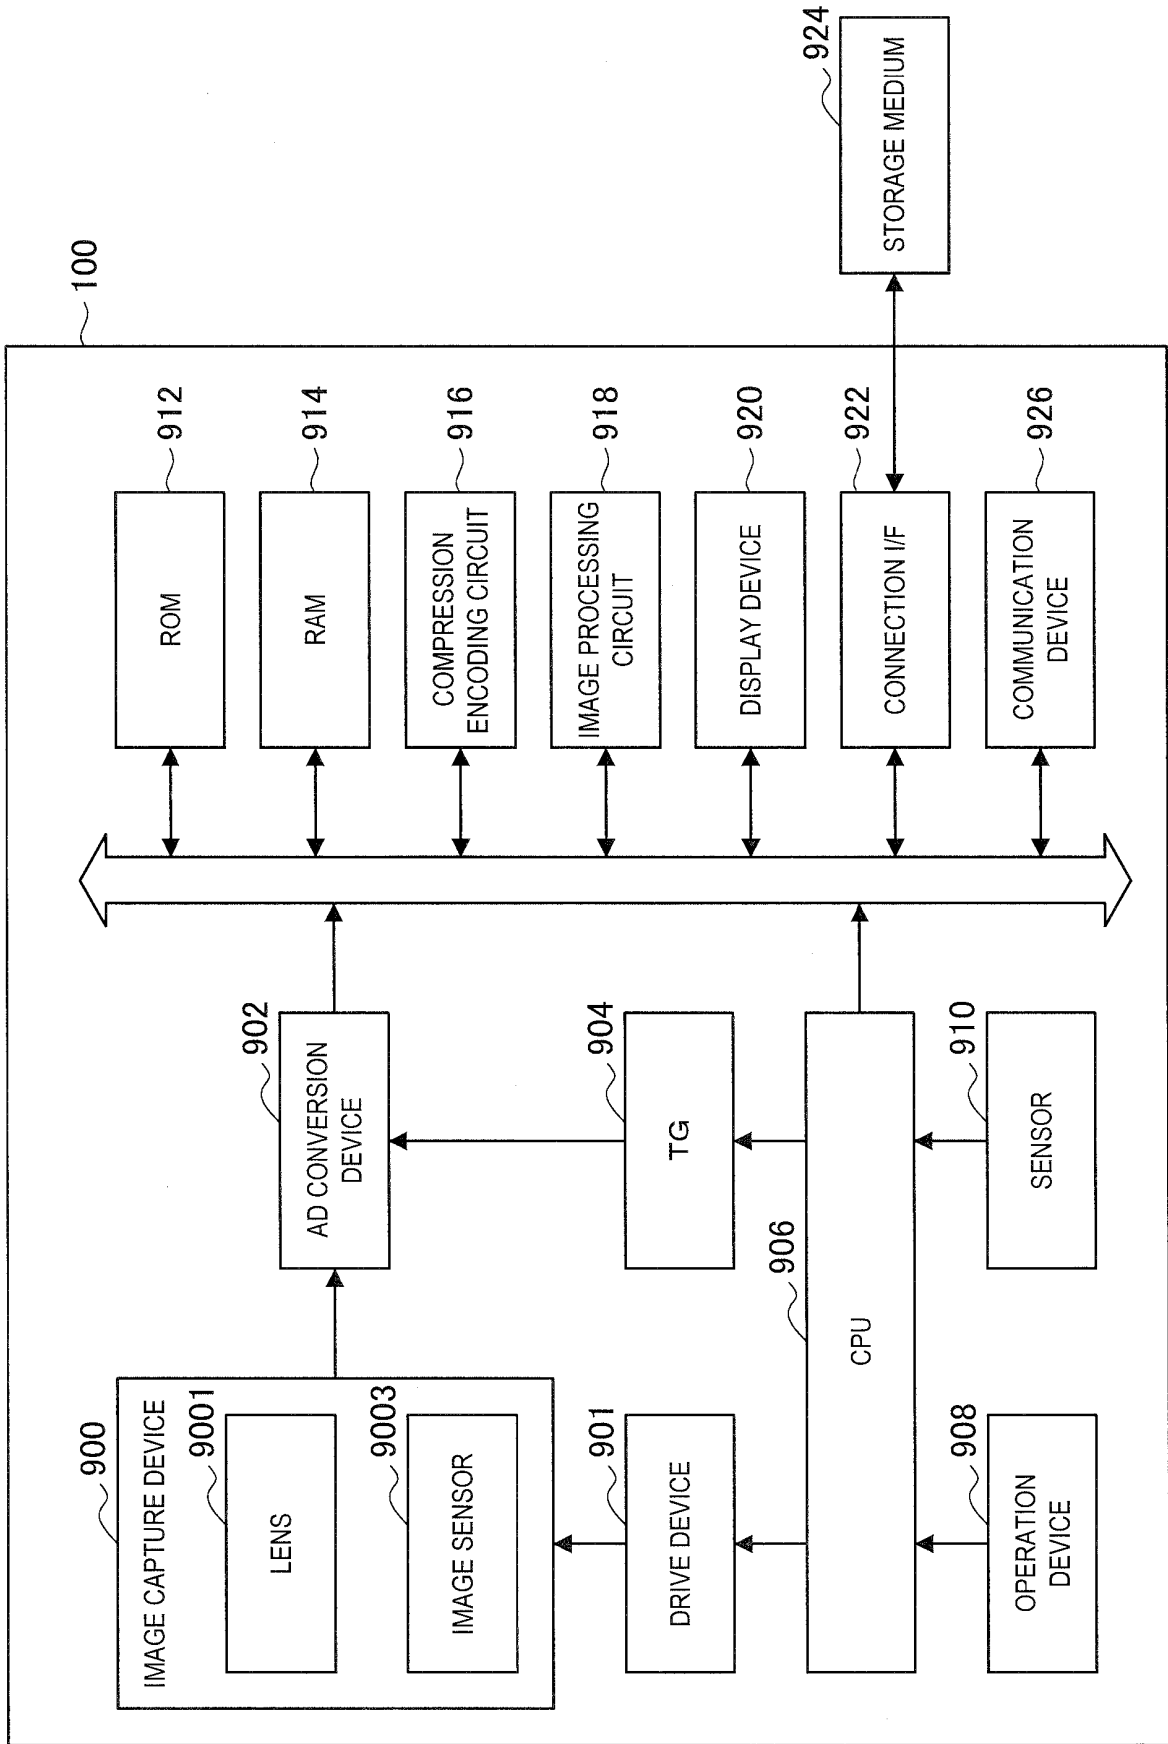 100
900
IMAGE CAPTURE DEVICE
9001
LENS
9003
IMAGE SENSOR
901
DRIVE DEVICE
906
CPU
908
OPERATION
DEVICE
902
AD CONVERSION
DEVICE
904
TG
910
SENSOR
912
ROM
914
RAM
916
COMPRESSION
ENCODING CIRCUIT
918
IMAGE PROCESSING
CIRCUIT
920
DISPLAY DEVICE
922
CONNECTION I/F
926
COMMUNICATION
DEVICE
924
STORAGE MEDIUM